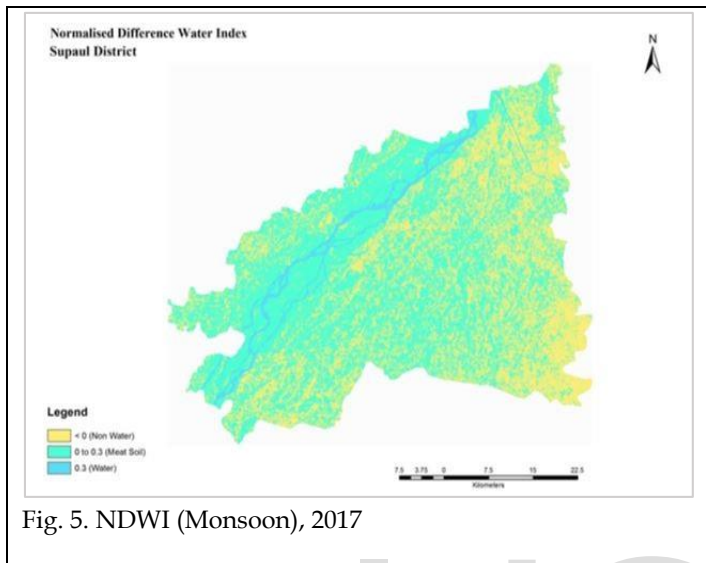 Normalised Difference Water Index
Supaul District
N
Legend
< 0 (Non Water)
0 to 0.3 (Meat Soil)
0.3 (Water)
7.5 3.75 0 7.5 15 22.5
Kilometers
Fig. 5. NDWI (Monsoon), 2017